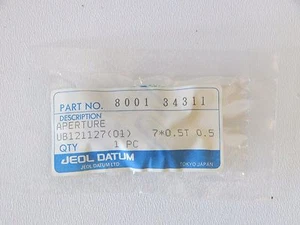 PART NO. 8001 34311
DESCRIPTION
APERTURE
UB121127(01) 7*0.5T 0.5
QTY 1 PC
JEOL DATUM
JEOL DATUM LTD. TOKYO JAPAN